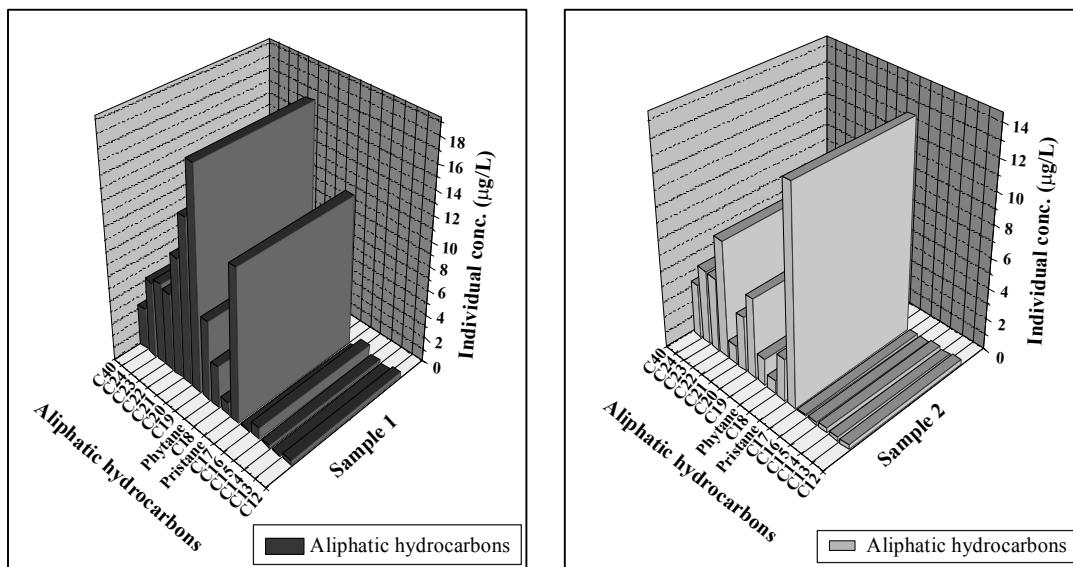 18
16
14
12
10
8
6
4
2
0
Individual conc. (µg/L)
C40
C24
C23
C22
C21
C20
C19
Phytane
C18
Pristane
C17
C16
C15
C14
C13
C12
Aliphatic hydrocarbons
Sample 1
Aliphatic hydrocarbons
14
12
10
8
6
4
2
0
Individual conc. (µg/L)
C40
C24
C23
C22
C21
C20
C19
Phytane
C18
Pristane
C17
C16
C15
C14
C13
C12
Aliphatic hydrocarbons
Sample 2
Aliphatic hydrocarbons